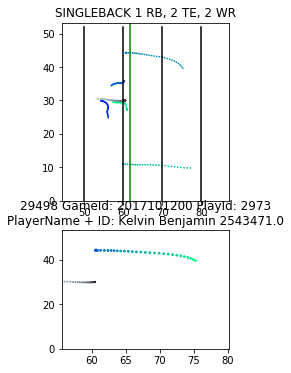 SINGLEBACK 1 RB, 2 TE, 2 WR
50
40
30
20
10
0
50 60 70 80
29498 GameId: 2017101200 PlayId: 2973
PlayerName + ID: Kelvin Benjamin 2543471.0
40
20
0
60 65 70 75 80